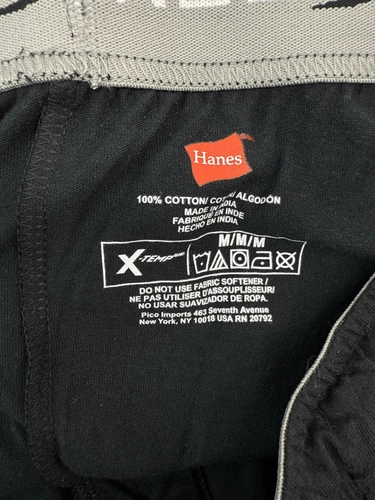 Hanes
100% COTTON/ COTON/ ALGODÓN
MADE IN INDIA
FABRIQUÉ EN INDE
HECHO EN INDIA
M/M/M
X-TEMP
DO NOT USE FABRIC SOFTENER /
NE PAS UTILISER D'ASSOUPLISSEUR/
NO USAR SUAVIZADOR DE ROPA.
Pico Imports 463 Seventh Avenue
New York, NY 10018 USA RN 20792